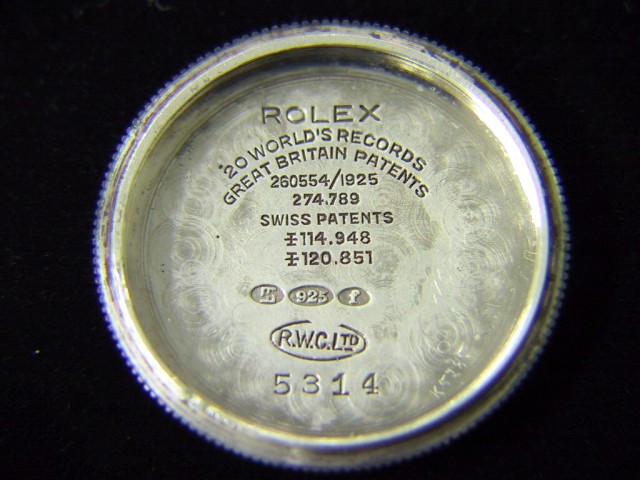 ROLEX
20 WORLD'S RECORDS
GREAT BRITAIN PATENTS
260554/1925
274.789
SWISS PATENTS
114.948
120.851
925 f
R.W.C.LTD
5314